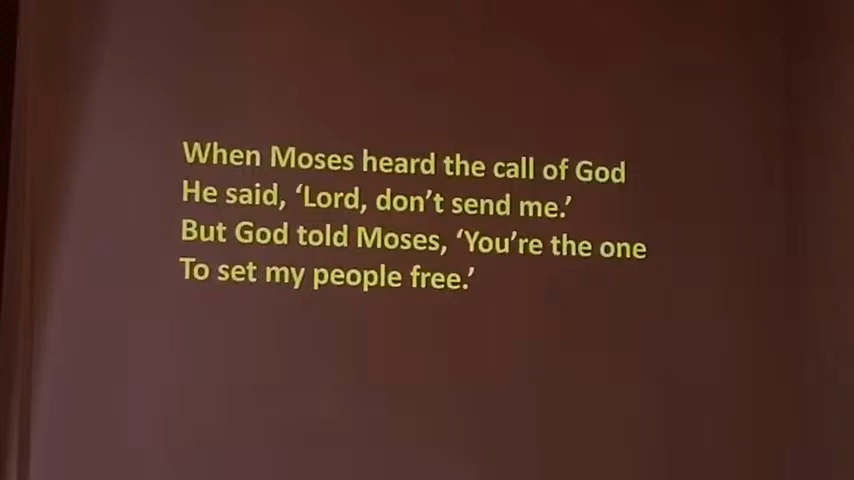 When Moses heard the call of God
He said, ‘Lord, don’t send me.’
But God told Moses, ‘You’re the one
To set my people free.’